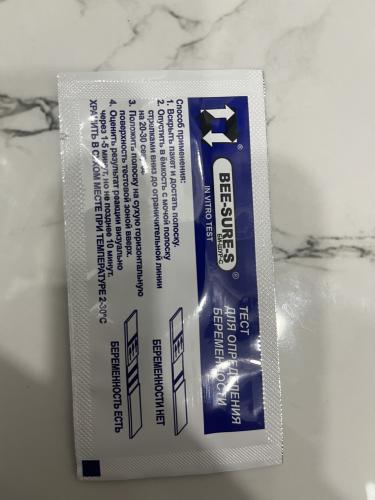 ®
BEE-SURE-S
БИ-ШУР-С
®
IN VITRO TEST
ТЕСТ
ДЛЯ ОПРЕДЕЛЕНИЯ
БЕРЕМЕННОСТИ
Способ применения:
1. Вскрыть пакет и достать полоску.
2. Опустить в ёмкость с мочой полоску
стрелками вниз до ограничительной линии
на 20-30 секунд.
3. Положить полоску на сухую горизонтальную
поверхность тестовой зоной вверх.
4. Оценить результат реакции визуально
через 1-5 минут, но не позднее 10 минут.
ХРАНИТЬ В СУХОМ МЕСТЕ ПРИ ТЕМПЕРАТУРЕ 2-30°С
БЕРЕМЕННОСТИ НЕТ
БЕРЕМЕННОСТЬ ЕСТЬ